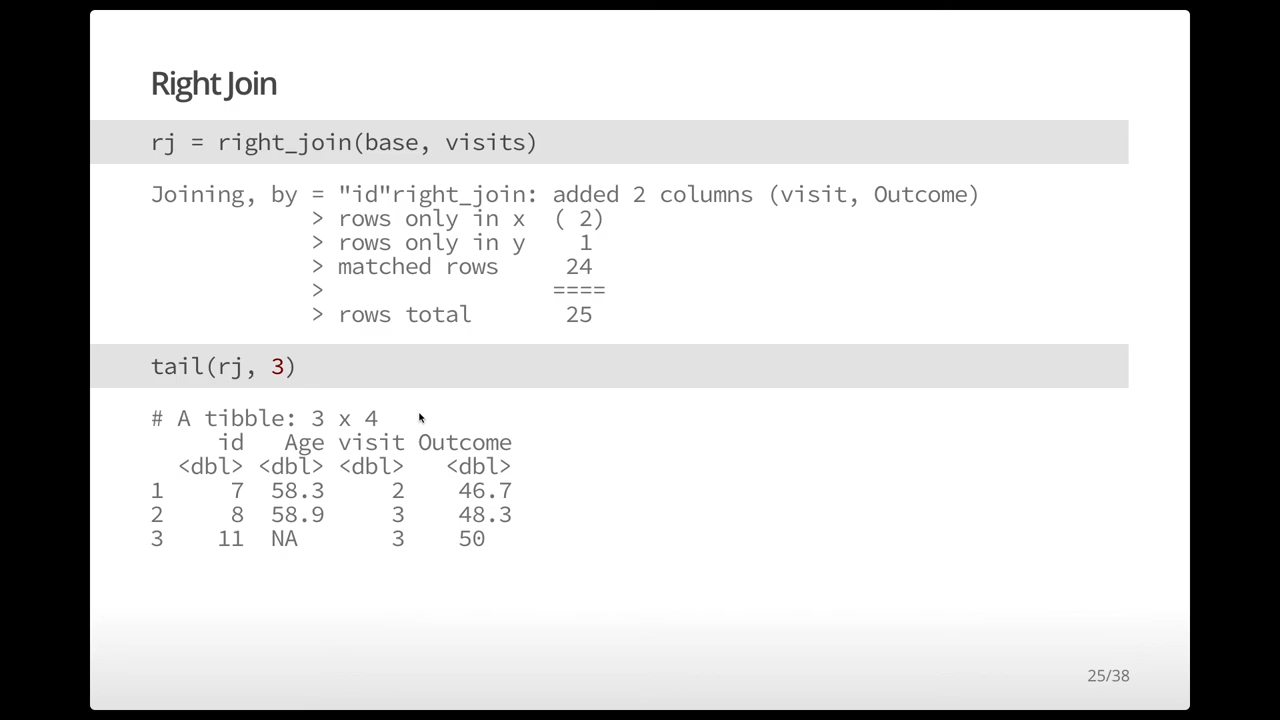 Right Join
rj = right_join(base, visits)
Joining, by = "id"right_join: added 2 columns (visit, Outcome)
> rows only in x  ( 2)
> rows only in y    1
> matched rows     24
>                 ====
> rows total       25
tail(rj, 3)
# A tibble: 3 x 4
     id   Age visit Outcome
  <dbl> <dbl> <dbl>   <dbl>
1     7  58.3     2    46.7
2     8  58.9     3    48.3
3    11  NA       3    50
25/38